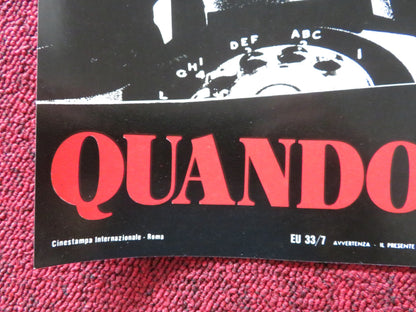 ABC
DEF
GHI
L
QUANDO
Cinestampa Internazionale - Roma EU 33/7 AVVERTENZA - IL PRESENTE